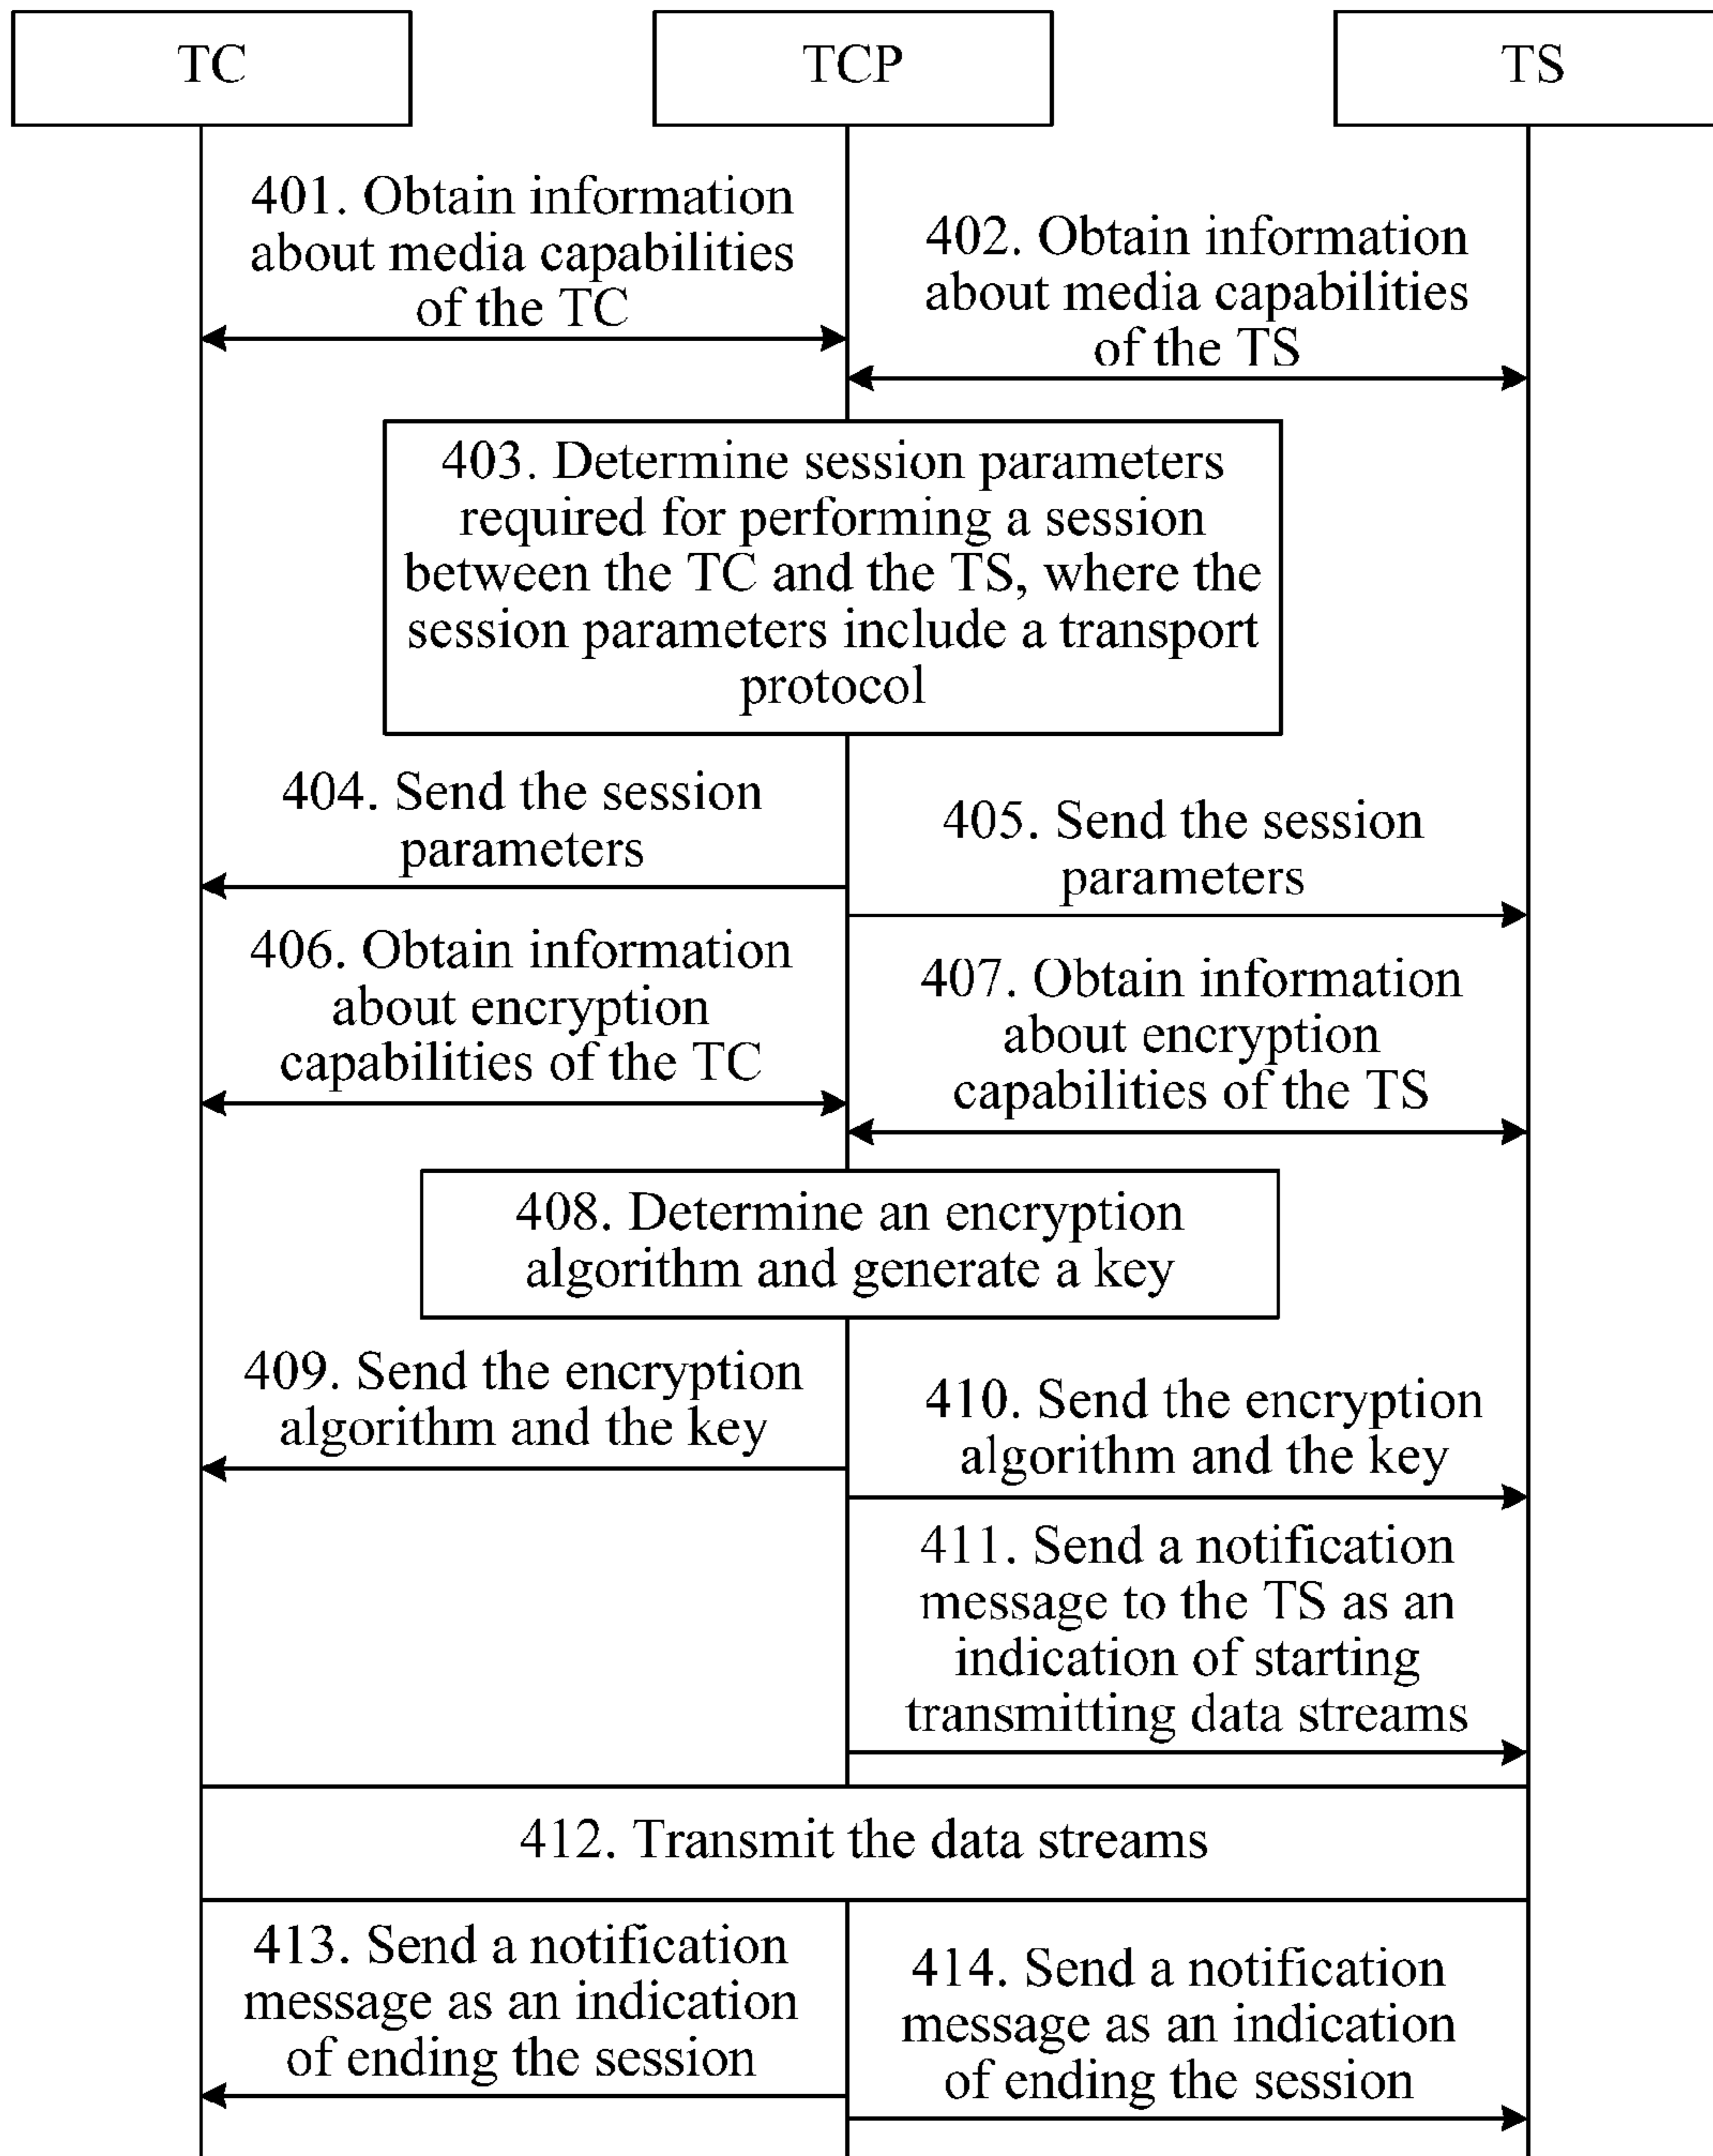 TC
TCP
TS
401. Obtain information
about media capabilities
of the TC
402. Obtain information
about media capabilities
of the TS
403. Determine session parameters
required for performing a session
between the TC and the TS, where the
session parameters include a transport
protocol
404. Send the session
parameters
405. Send the session
parameters
406. Obtain information
about encryption
capabilities of the TC
407. Obtain information
about encryption
capabilities of the TS
408. Determine an encryption
algorithm and generate a key
409. Send the encryption
algorithm and the key
410. Send the encryption
algorithm and the key
411. Send a notification
message to the TS as an
indication of starting
transmitting data streams
412. Transmit the data streams
413. Send a notification
message as an indication
of ending the session
414. Send a notification
message as an indication
of ending the session